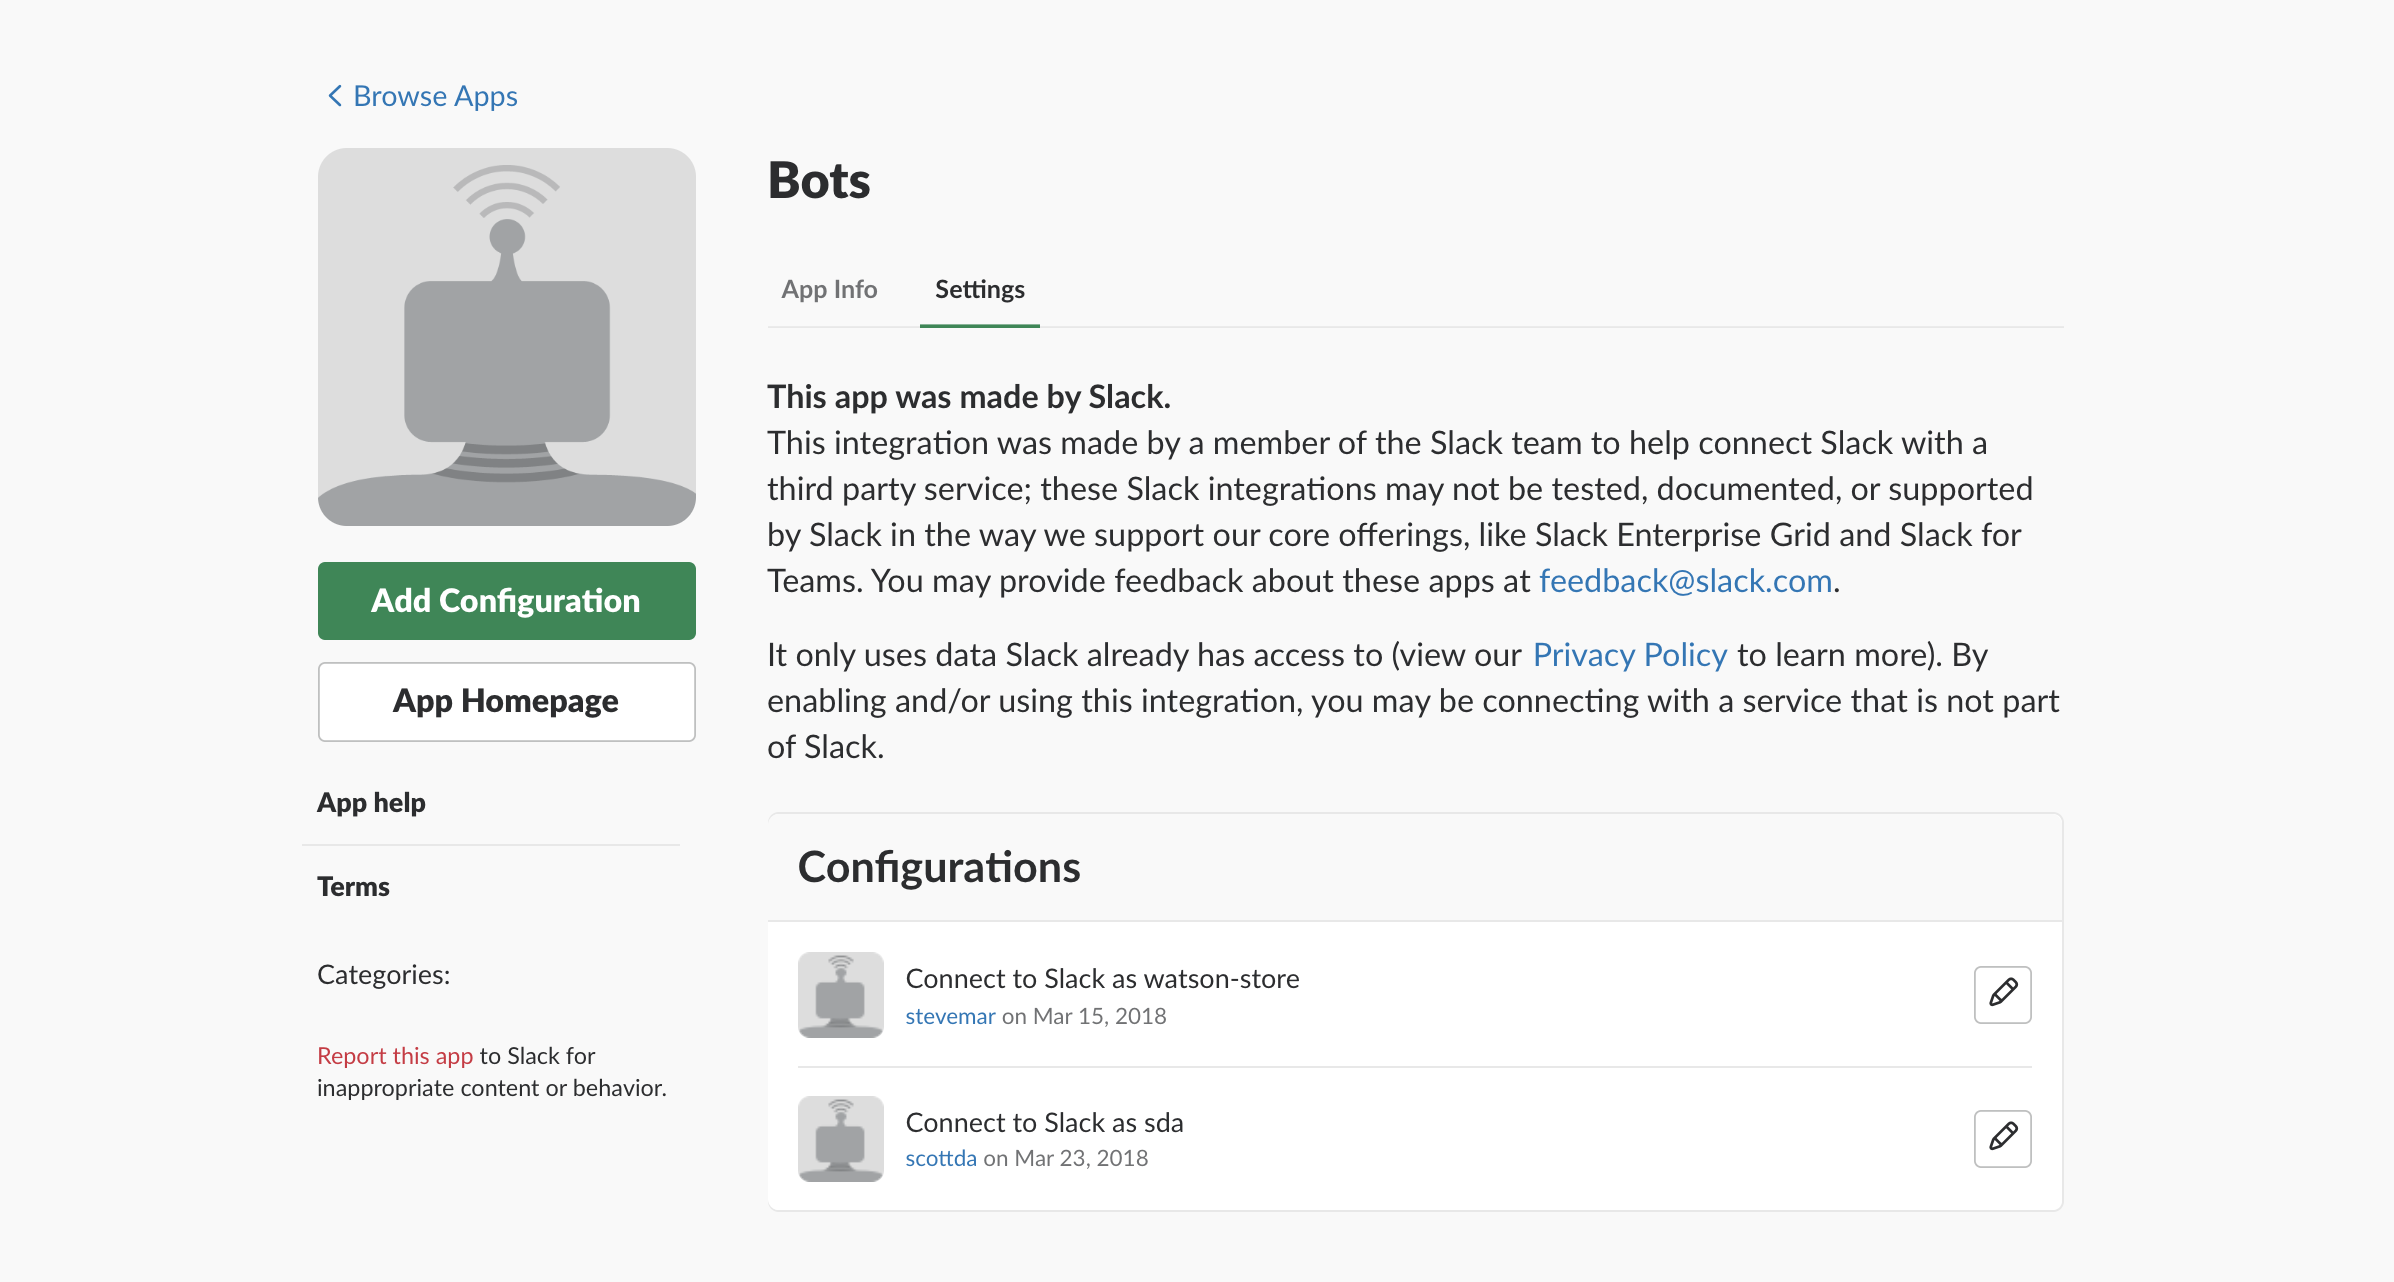 Browse Apps
Bots
App Info
Settings
This app was made by Slack.
This integration was made by a member of the Slack team to help connect Slack with a
third party service; these Slack integrations may not be tested, documented, or supported
by Slack in the way we support our core offerings, like Slack Enterprise Grid and Slack for
Teams. You may provide feedback about these apps at feedback@slack.com.
It only uses data Slack already has access to (view our Privacy Policy to learn more). By
enabling and/or using this integration, you may be connecting with a service that is not part
of Slack.
Add Configuration
App Homepage
App help
Terms
Categories:
Report this app to Slack for
inappropriate content or behavior.
Configurations
Connect to Slack as watson-store
stevemar on Mar 15, 2018
Connect to Slack as sda
scottda on Mar 23, 2018